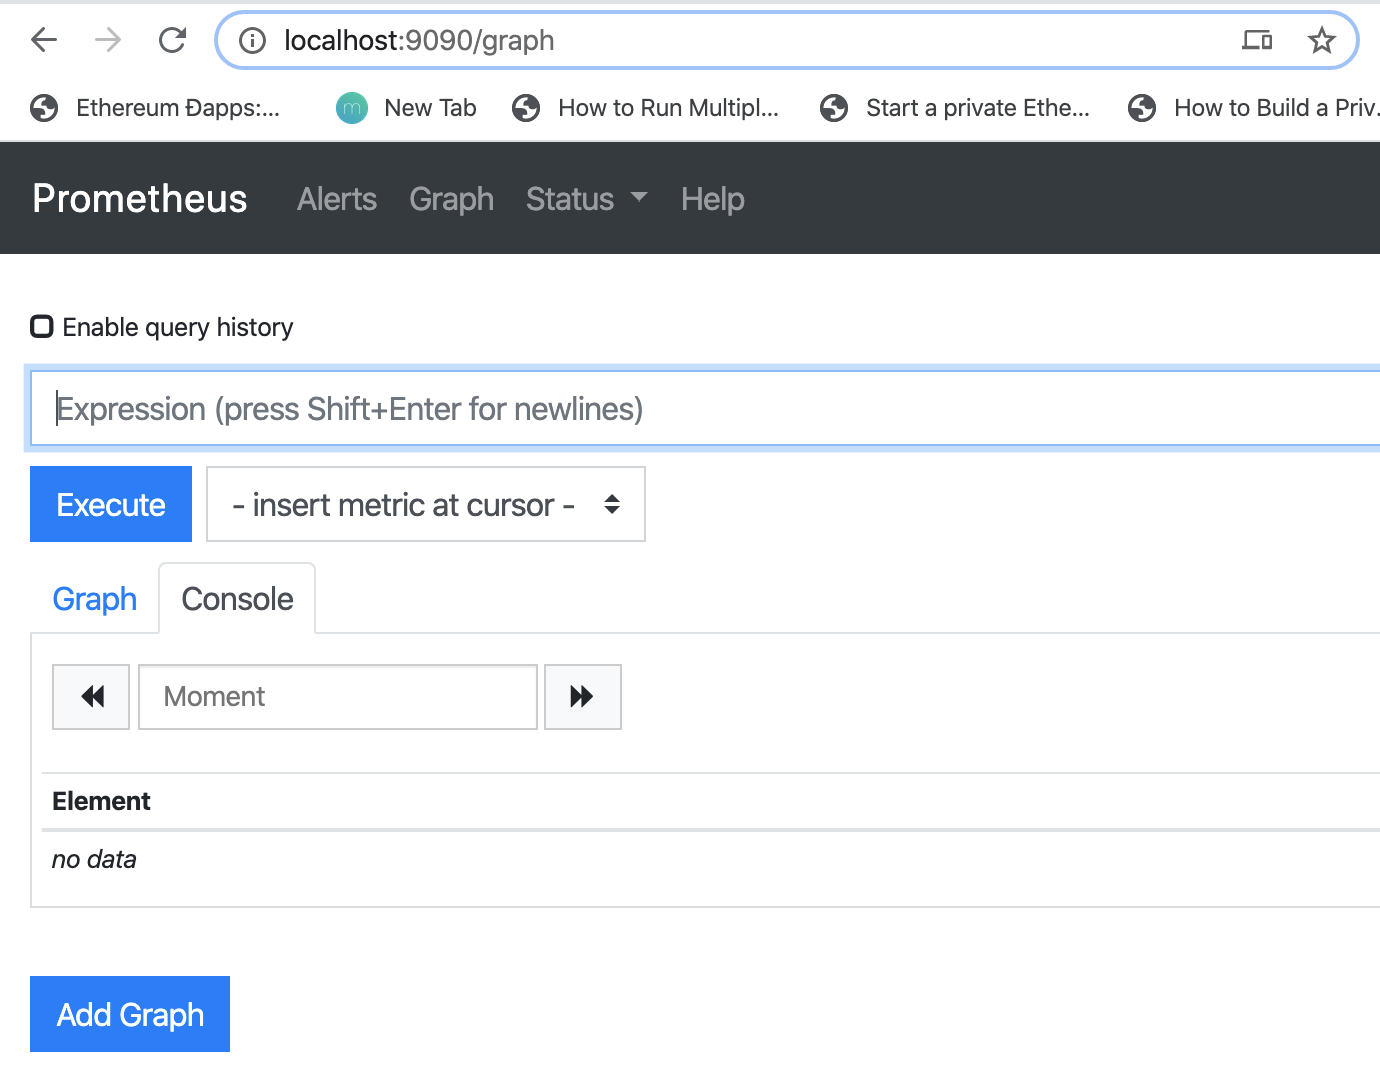 localhost:9090/graph
Ethereum Đapps:... m New Tab How to Run Multipl... Start a private Ethe... How to Build a Priv.
Prometheus Alerts Graph Status Help
Enable query history
Expression (press Shift+Enter for newlines)
Execute - insert metric at cursor -
Graph Console
Moment
Element
no data
Add Graph